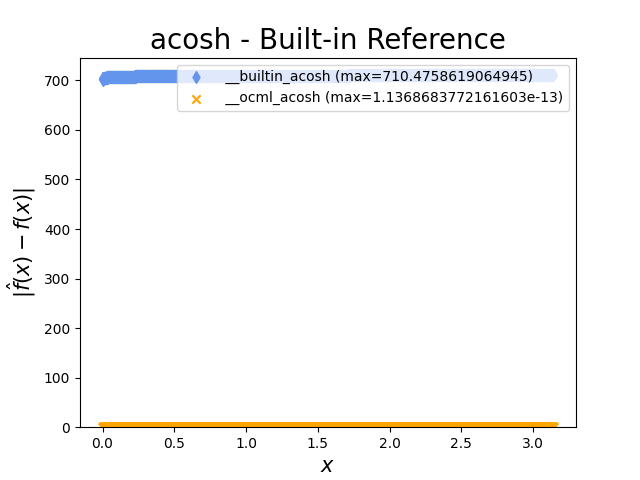 acosh - Built-in Reference
__builtin_acosh (max=710.4758619064945)
__ocml_acosh (max=1.1368683772161603e-13)
700
600
500
400
300
200
100
0
|f̂(x) − f(x)|
0.0 0.5 1.0 1.5 2.0 2.5 3.0
x